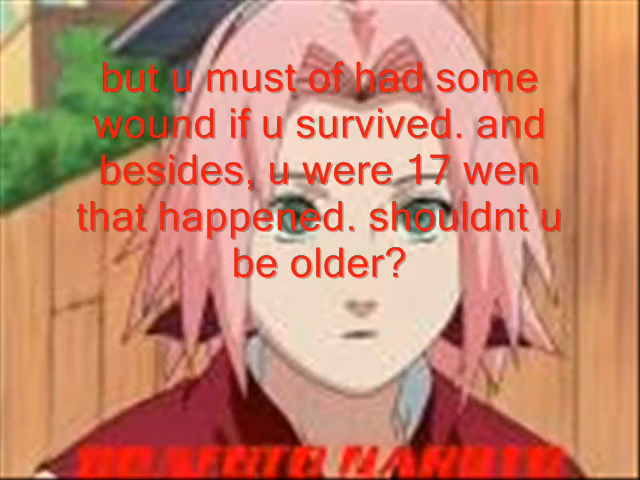 but u must of had some
wound if u survived. and
besides, u were 17 wen
that happened. shouldnt u
be older?